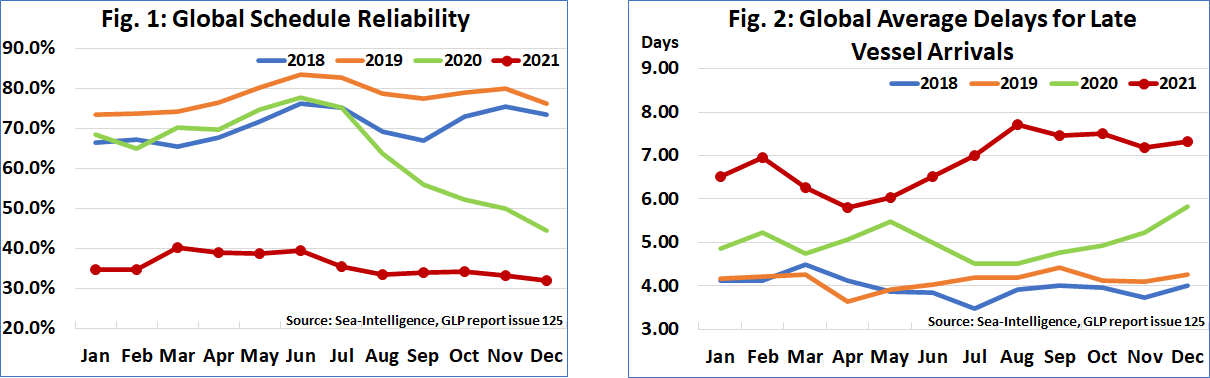 Fig. 1: Global Schedule Reliability
90.0%
2018 2019 2020 2021
80.0%
70.0%
60.0%
50.0%
40.0%
30.0%
20.0%
Source: Sea-Intelligence, GLP report issue 125
Jan Feb Mar Apr May Jun Jul Aug Sep Oct Nov Dec
Fig. 2: Global Average Delays for Late
Vessel Arrivals
Days
9.00
2018 2019 2020 2021
8.00
7.00
6.00
5.00
4.00
3.00
Source: Sea-Intelligence, GLP report issue 125
Jan Feb Mar Apr May Jun Jul Aug Sep Oct Nov Dec